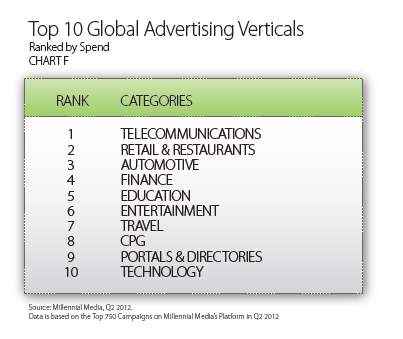 Top 10 Global Advertising Verticals
Ranked by Spend
CHART F
RANK CATEGORIES
1 TELECOMMUNICATIONS
2 RETAIL & RESTAURANTS
3 AUTOMOTIVE
4 FINANCE
5 EDUCATION
6 ENTERTAINMENT
7 TRAVEL
8 CPG
9 PORTALS & DIRECTORIES
10 TECHNOLOGY
Source: Millennial Media, Q2 2012.
Data is based on the Top 750 Campaigns on Millennial Media's Platform in Q2 2012